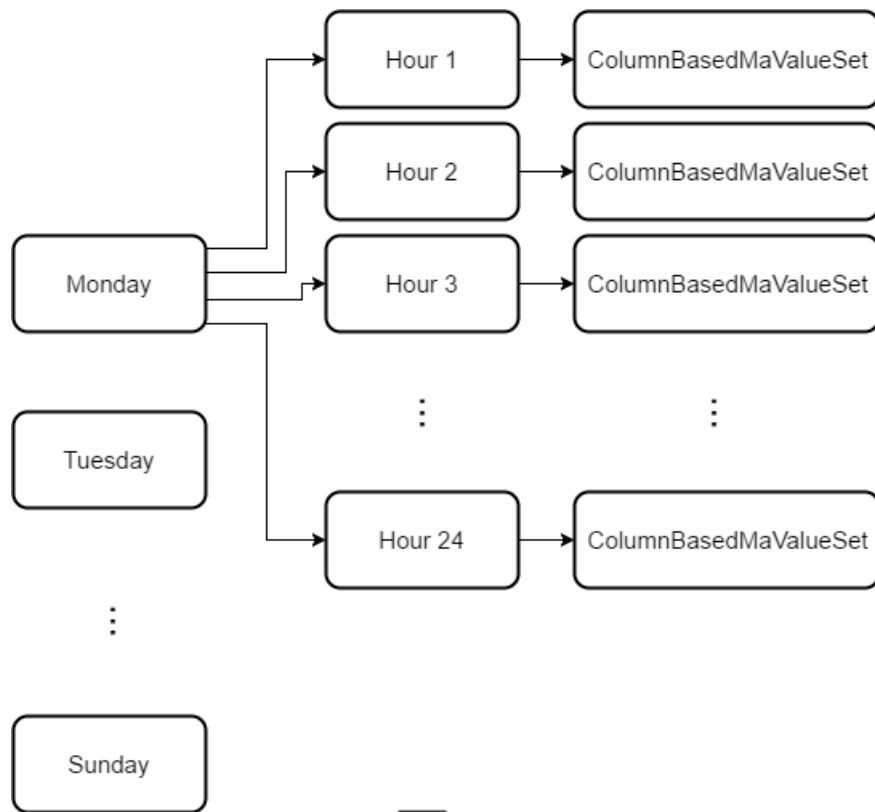 Hour 1
ColumnBasedMaValueSet
Hour 2
ColumnBasedMaValueSet
Monday
Hour 3
ColumnBasedMaValueSet
⋮
⋮
Tuesday
Hour 24
ColumnBasedMaValueSet
⋮
Sunday